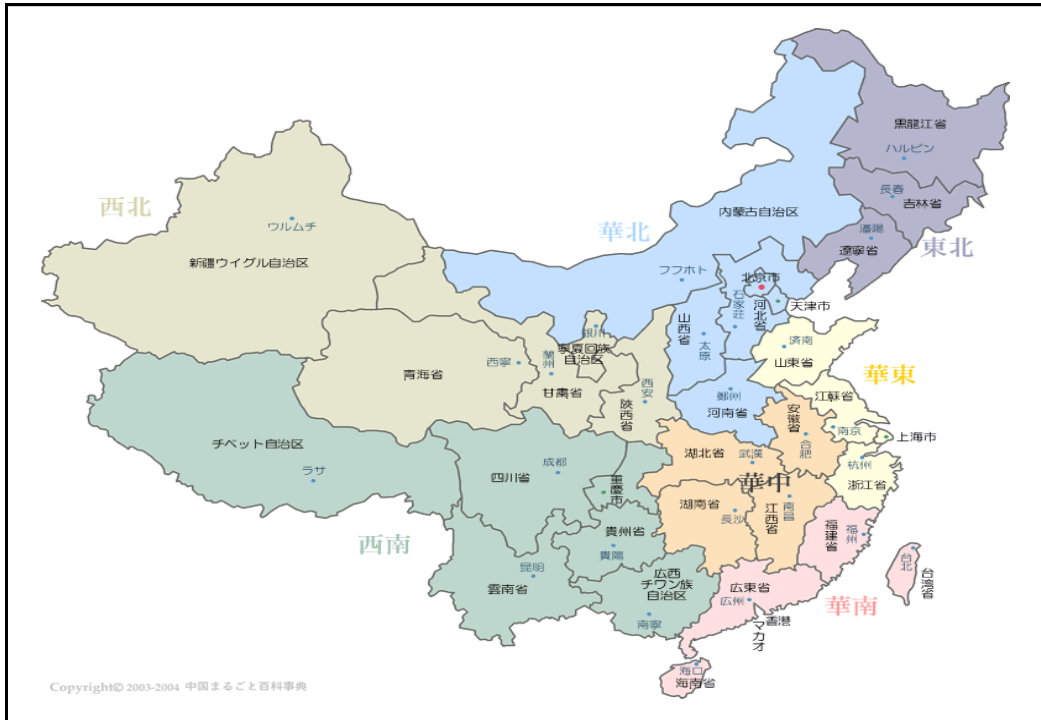 黒龍江省
ハルピン
長春
吉林省
瀋陽
遼寧省
東北
西北
ウルムチ
新疆ウイグル自治区
華北
内蒙古自治区
フフホト
北京市
天津市
石家荘
河北省
山西省
太原
済南
山東省
華東
銀川
寧夏回族
自治区
西寧
蘭州
青海省
甘粛省
西安
陝西省
鄭州
河南省
江蘇省
安徽省
南京
合肥
上海市
杭州
浙江省
チベット自治区
ラサ
成都
四川省
重慶市
湖北省
武漢
華中
湖南省
長沙
南昌
江西省
西南
貴州省
貴陽
福建省
福州
台北
台湾省
昆明
雲南省
広西
チワン族
自治区
南寧
広東省
広州
華南
香港
マカオ
海口
海南省
Copyright© 2003-2004 中国まるごと百科事典